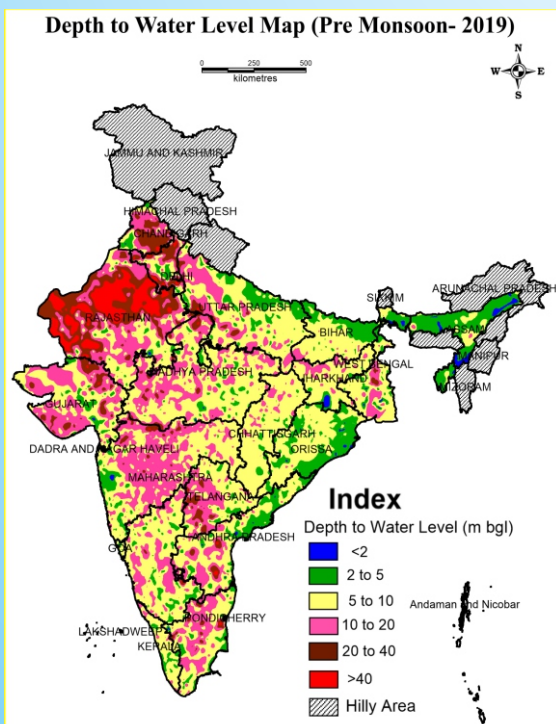 Depth to Water Level Map (Pre Monsoon- 2019)
N
W E
S
0 250 500
kilometres
JAMMU AND KASHMIR
HIMACHAL PRADESH
CHANDIGARH
DELHI
ARUNACHAL PRADESH
SIKKIM
UTTAR PRADESH
RAJASTHAN
ASSAM
BIHAR
MANIPUR
WEST BENGAL
MADHYA PRADESH
HARKHAND
MIZORAM
GUJARAT
CHHATTISGARH
DADRA AND NAGAR HAVELI
ORISSA
MAHARASHTRA
TELANGANA
Index
Depth to Water Level (m bgl)
GOA
ANDHRA PRADESH
<2
2 to 5
5 to 10
Andaman and Nicobar
PONDICHERRY
10 to 20
LAKSHADWEEP
KERALA
20 to 40
>40
Hilly Area